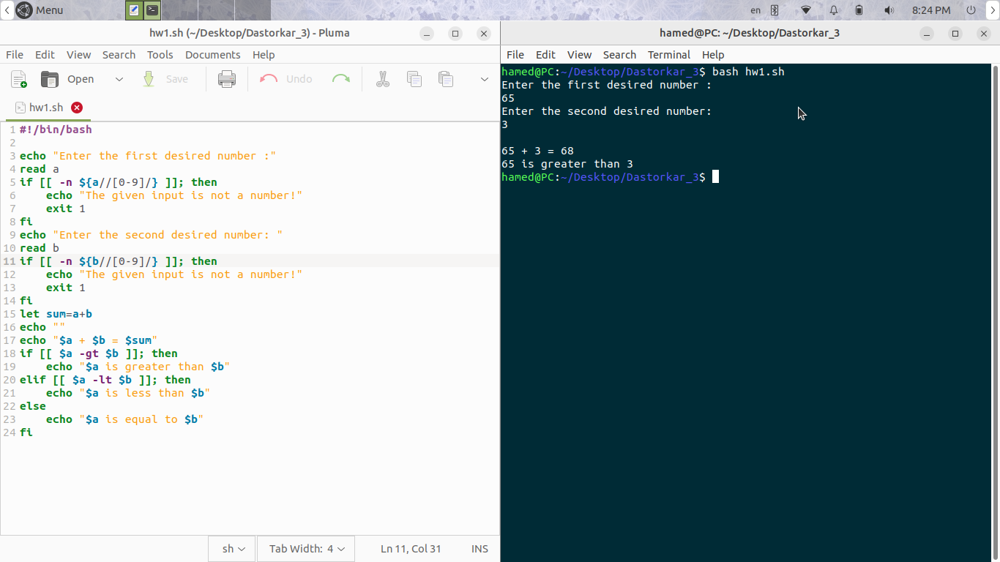 Menu
en
8:24 PM
hw1.sh (~/Desktop/Dastorkar_3) - Pluma
File Edit View Search Tools Documents Help
Open
Save
Undo
hw1.sh
1 #!/bin/bash
2
3 echo "Enter the first desired number :"
4 read a
5 if [[ -n ${a//[0-9]/} ]]; then
6     echo "The given input is not a number!"
7     exit 1
8 fi
9 echo "Enter the second desired number: "
10 read b
11 if [[ -n ${b//[0-9]/} ]]; then
12     echo "The given input is not a number!"
13     exit 1
14 fi
15 let sum=a+b
16 echo ""
17 echo "$a + $b = $sum"
18 if [[ $a -gt $b ]]; then
19     echo "$a is greater than $b"
20 elif [[ $a -lt $b ]]; then
21     echo "$a is less than $b"
22 else
23     echo "$a is equal to $b"
24 fi
sh
Tab Width: 4
Ln 11, Col 31
INS
hamed@PC: ~/Desktop/Dastorkar_3
File Edit View Search Terminal Help
hamed@PC:~/Desktop/Dastorkar_3$ bash hw1.sh
Enter the first desired number :
65
Enter the second desired number:
3
65 + 3 = 68
65 is greater than 3
hamed@PC:~/Desktop/Dastorkar_3$